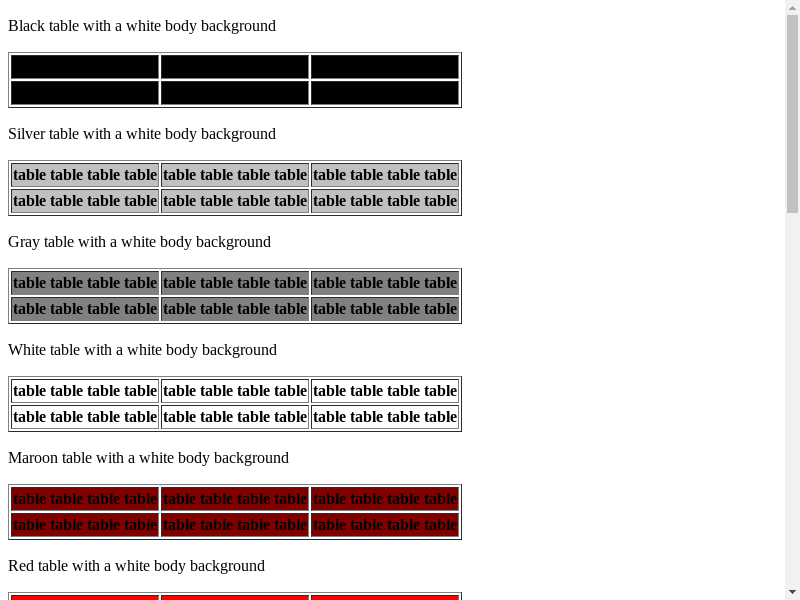 Black table with a white body background
Silver table with a white body background
table table table table table table table table table table table table
table table table table table table table table table table table table
Gray table with a white body background
table table table table table table table table table table table table
table table table table table table table table table table table table
White table with a white body background
table table table table table table table table table table table table
table table table table table table table table table table table table
Maroon table with a white body background
table table table table table table table table table table table table
table table table table table table table table table table table table
Red table with a white body background